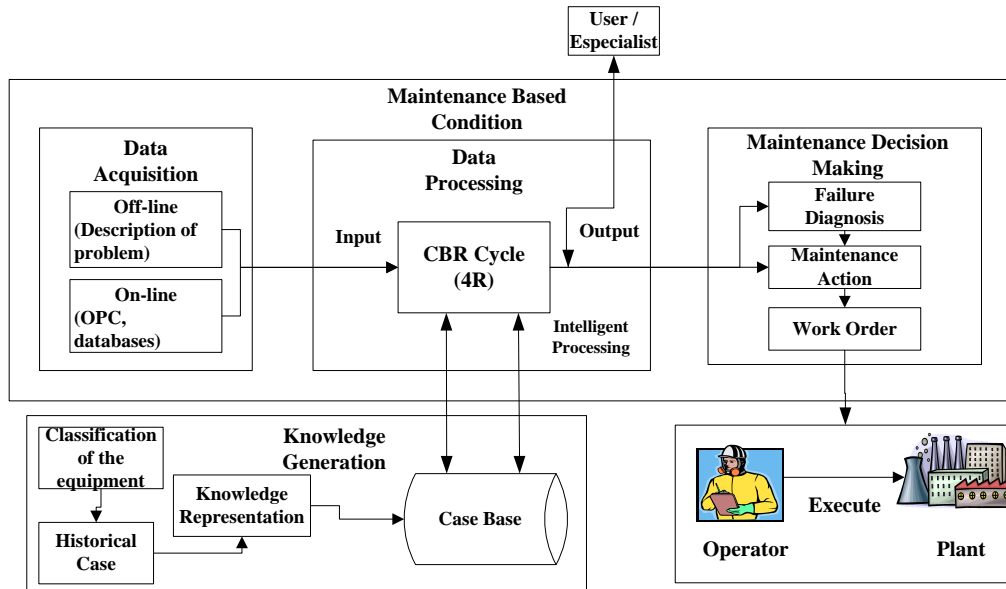 User /
Especialist
Maintenance Based
Condition
Data
Acquisition
Off-line
(Description of
problem)
On-line
(OPC,
databases)
Input
Data
Processing
CBR Cycle
(4R)
Intelligent
Processing
Output
Maintenance Decision
Making
Failure
Diagnosis
Maintenance
Action
Work Order
Classification
of the
equipment
Historical
Case
Knowledge
Generation
Knowledge
Representation
Case Base
Operator
Execute
Plant